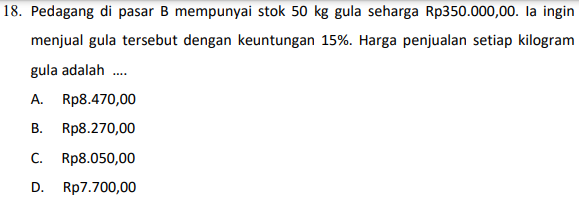 18. Pedagang di pasar B mempunyai stok 50 kg gula seharga Rp350.000,00. Ia ingin
menjual gula tersebut dengan keuntungan 15%. Harga penjualan setiap kilogram
gula adalah ....
A. Rp8.470,00
B. Rp8.270,00
C. Rp8.050,00
D. Rp7.700,00